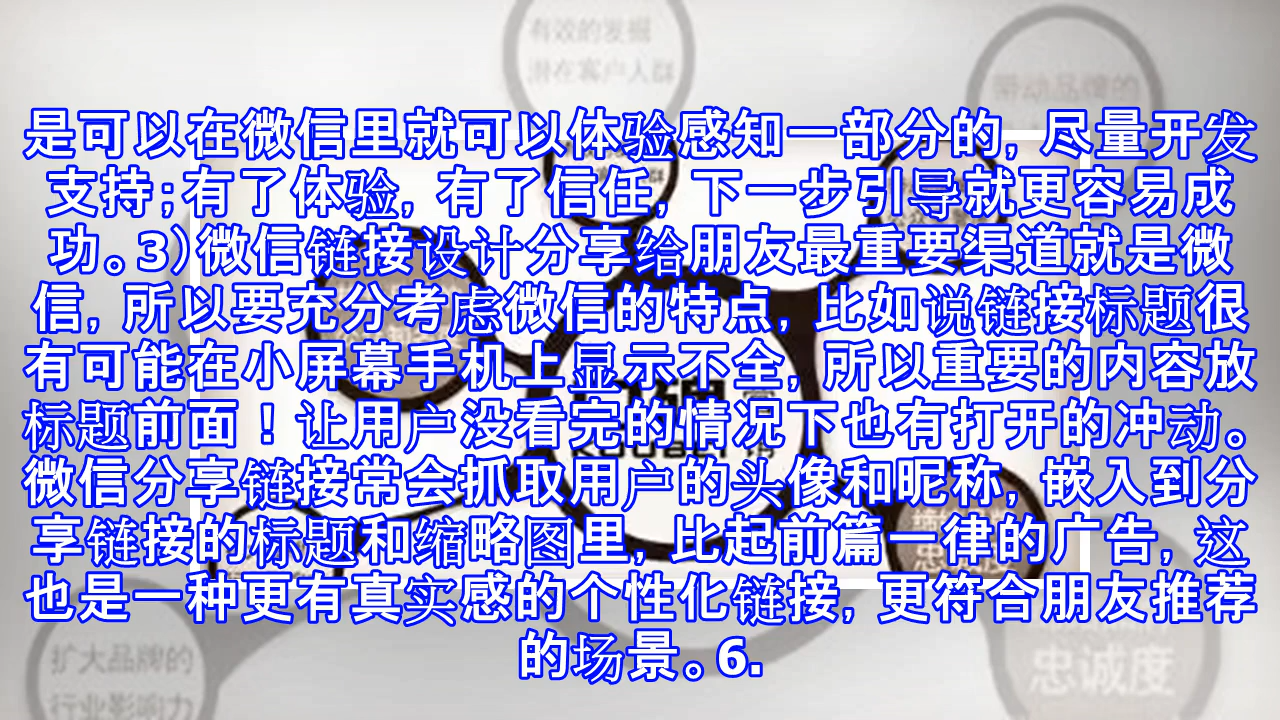 有效的发掘
潜在客户人群
带动品牌的
是可以在微信里就可以体验感知一部分的,尽量开发
支持;有了体验,有了信任,下一步引导就更容易成
功。3)微信链接设计分享给朋友最重要渠道就是微
信,所以要充分考虑微信的特点,比如说链接标题很
有可能在小屏幕手机上显示不全,所以重要的内容放
标题前面！让用户没看完的情况下也有打开的冲动。
微信分享链接常会抓取用户的头像和昵称,嵌入到分
享链接的标题和缩略图里,比起前篇一律的广告,这
也是一种更有真实感的个性化链接,更符合朋友推荐
的场景。6.
扩大品牌的
行业影响力
忠诚度